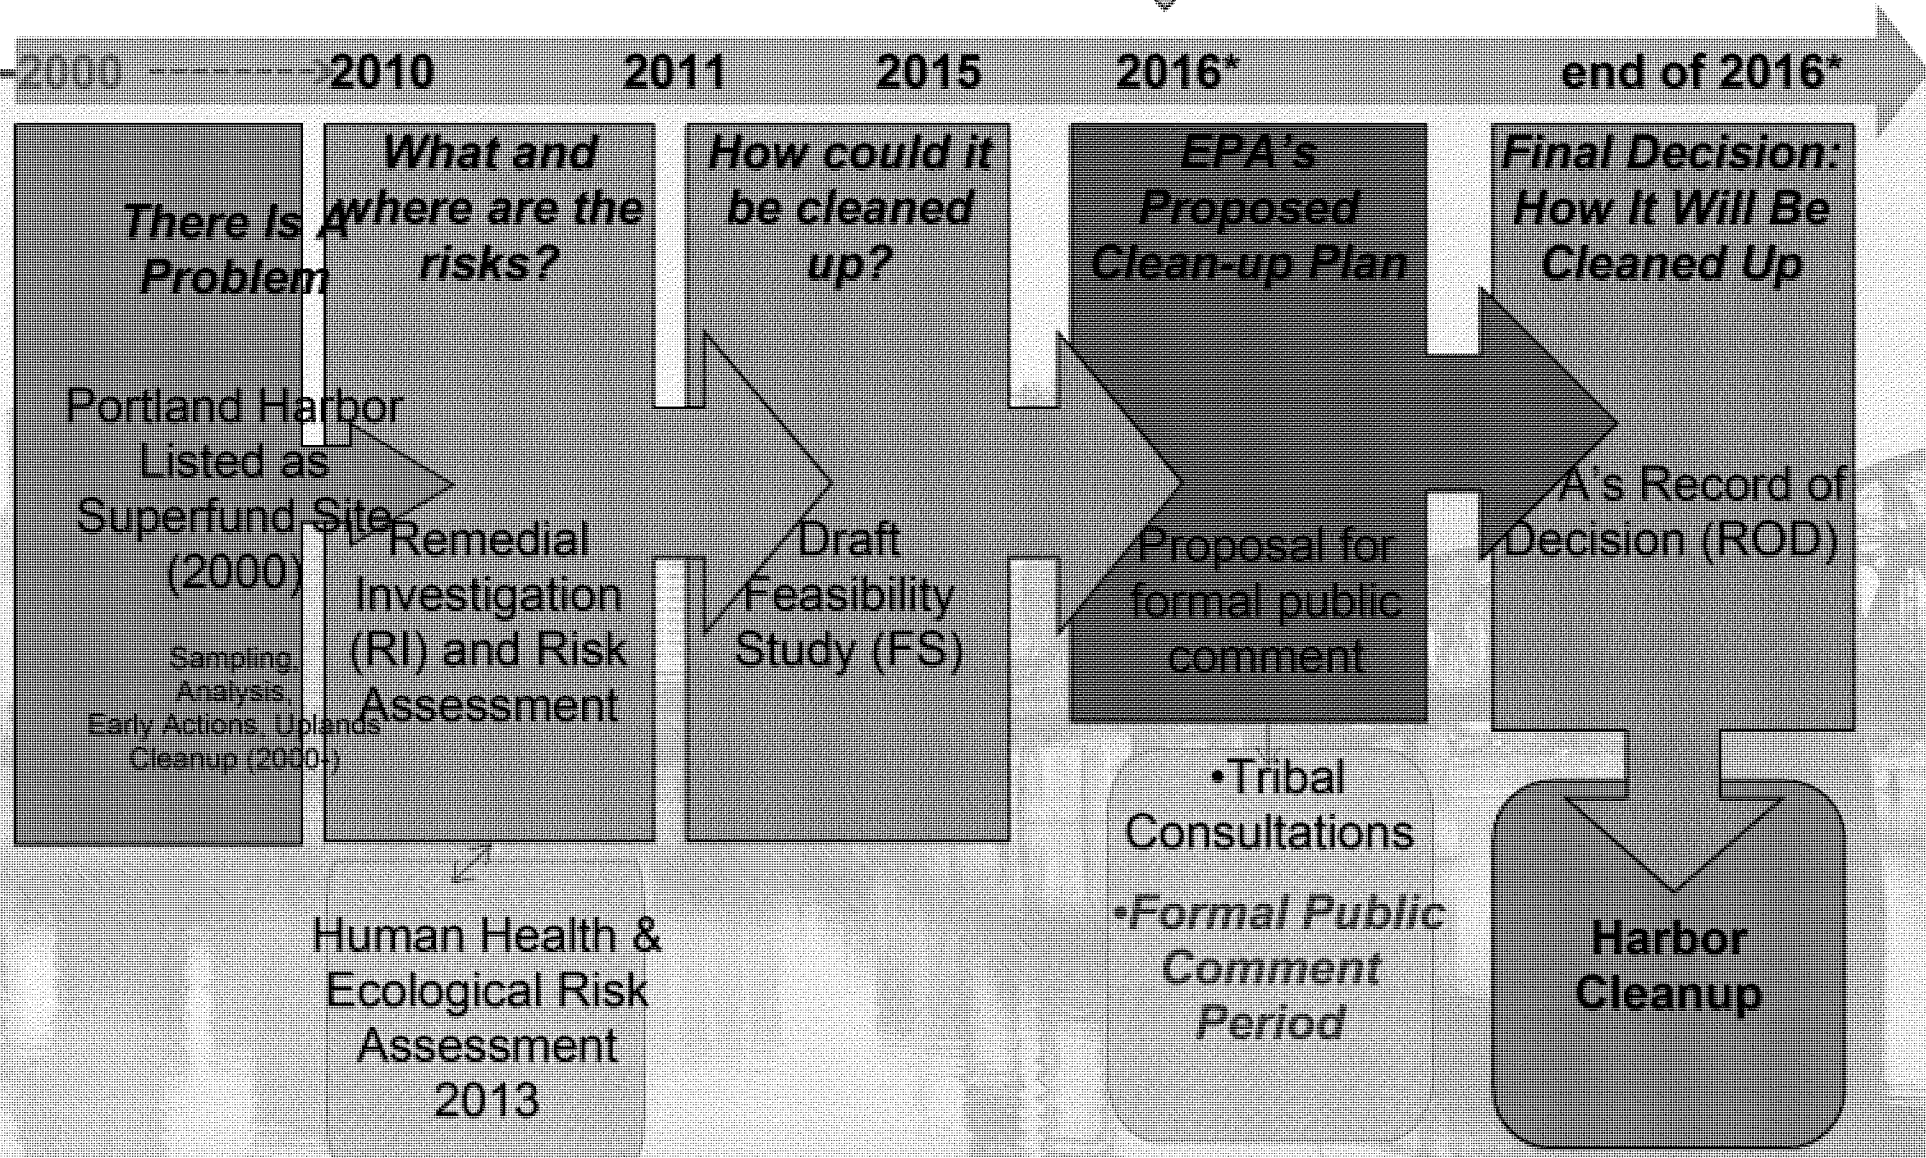 2000 2010 2011 2015 2016* end of 2016*
There Is A
Problem
Portland Harbor
Listed as
Superfund Site
(2000)
Sampling,
Analysis,
Early Actions, Uplands
Cleanup (2000-)
What and
where are the
risks?
Remedial
Investigation
(RI) and Risk
Assessment
Human Health &
Ecological Risk
Assessment
2013
How could it
be cleaned
up?
Draft
Feasibility
Study (FS)
EPA's
Proposed
Clean-up Plan
Proposal for
formal public
comment
•Tribal
Consultations
•Formal Public
Comment
Period
Final Decision:
How It Will Be
Cleaned Up
A's Record of
Decision (ROD)
Harbor
Cleanup